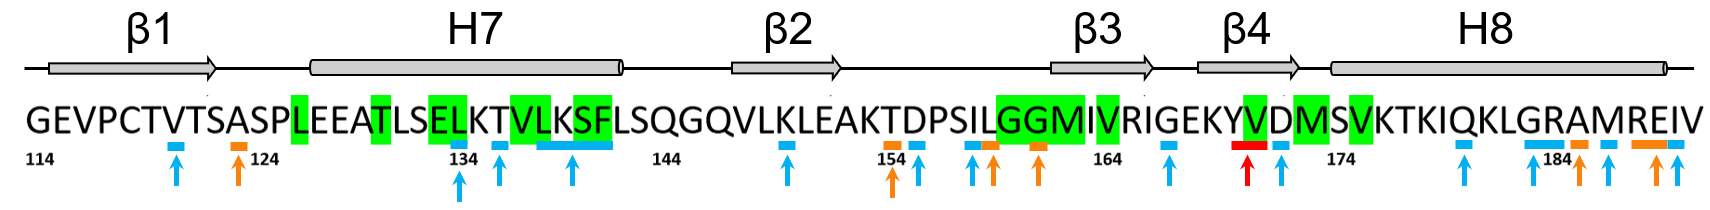 β1 H7 β2 β3 β4 H8
GEVPCTVTSASPLEEATLSELKTVLKSFLSQGQVLKLEAKTDPSILGGMIVRIGEKYVDMSVKTKIQKLGRAMREIV
114 124 134 144 154 164 174 184